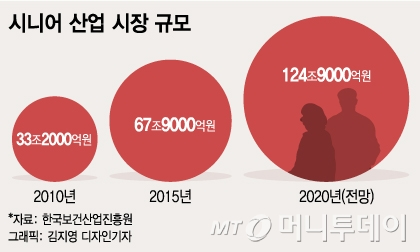 시니어 산업 시장 규모
33조2000억원
67조9000억원
124조9000억원
2010년
2015년
2020년(전망)
*자료: 한국보건산업진흥원
그래픽: 김지영 디자인기자
MT 머니투데이